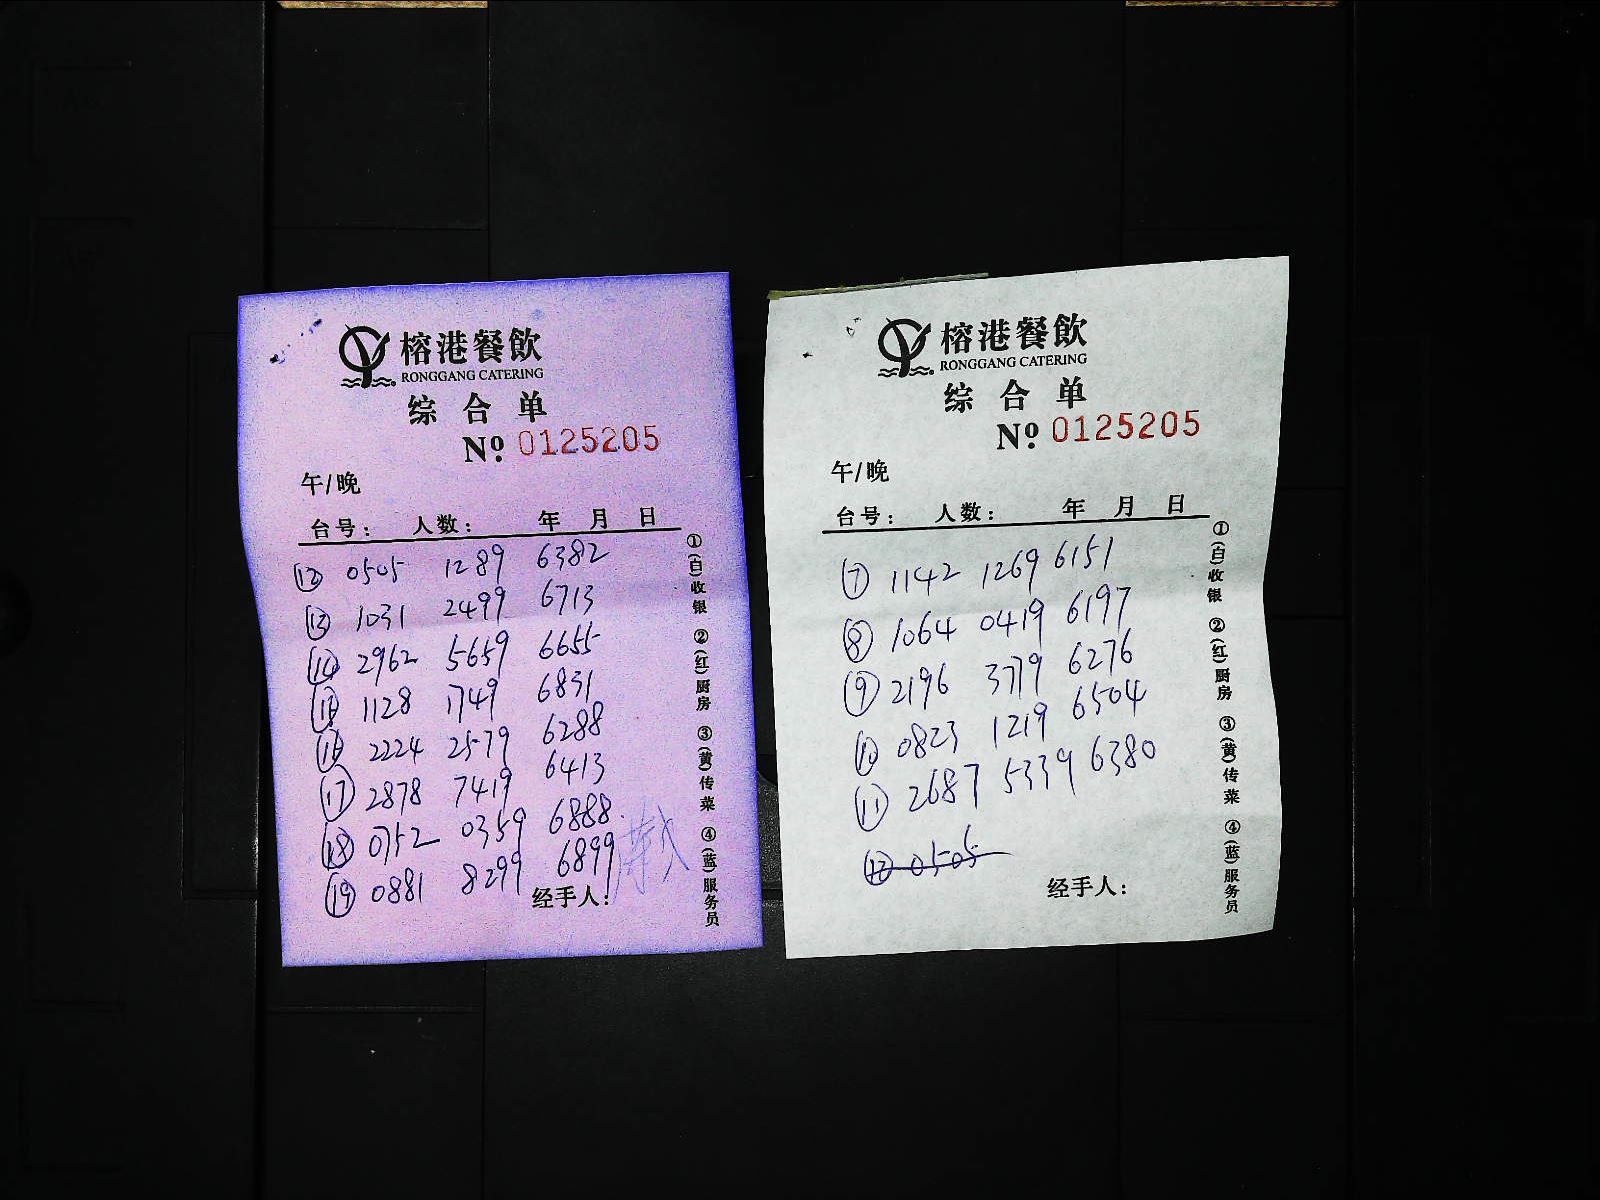 榕港餐飲
RONGGANG CATERING
综合单
Nº 0125205
午/晚
台号: 人数: 年 月 日
⑫ 0505 1289 6382
⑬ 1031 2499 6713
⑭ 2962 5659 6655
⑮ 1128 1749 6831
⑯ 2224 2579 6288
⑰ 2878 7419 6413
⑱ 0752 0359 6888
⑲ 0881 8299 6899
经手人:
①(白)收银 ②(红)厨房 ③(黄)传菜 ④(蓝)服务员
榕港餐飲
RONGGANG CATERING
综合单
Nº 0125205
午/晚
台号: 人数: 年 月 日
⑦ 1142 1269 6151
⑧ 1064 0419 6197
⑨ 2196 3779 6276
⑩ 0823 1219 6504
⑪ 2687 5339 6380
⑫ 0505
经手人:
①(白)收银 ②(红)厨房 ③(黄)传菜 ④(蓝)服务员